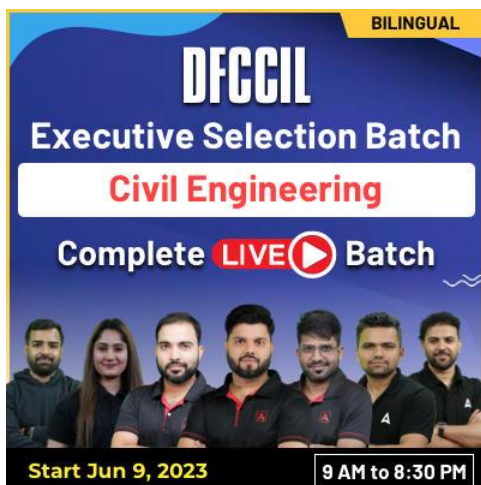 BILINGUAL
DFCCIL
Executive Selection Batch
Civil Engineering
Complete LIVE Batch
Start Jun 9, 2023
9 AM to 8:30 PM